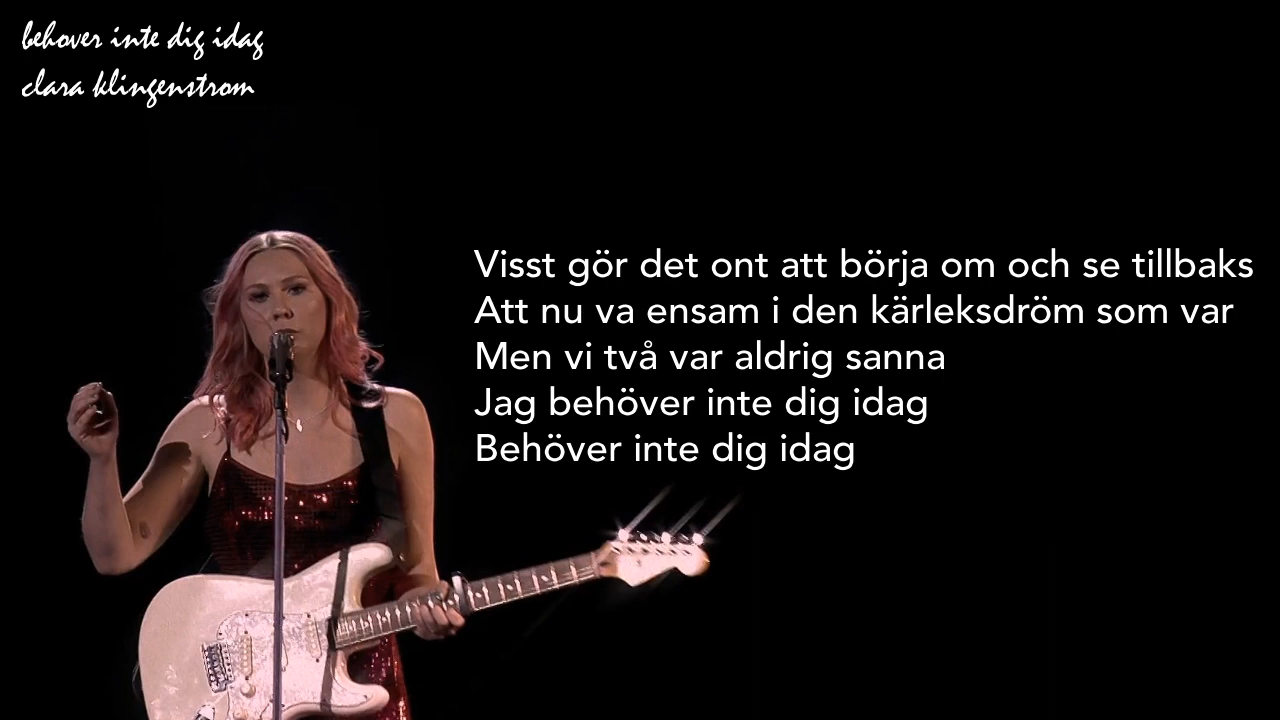 behover inte dig idag
clara klingenstrom
Visst gör det ont att börja om och se tillbaks
Att nu va ensam i den kärleksdröm som var
Men vi två var aldrig sanna
Jag behöver inte dig idag
Behöver inte dig idag